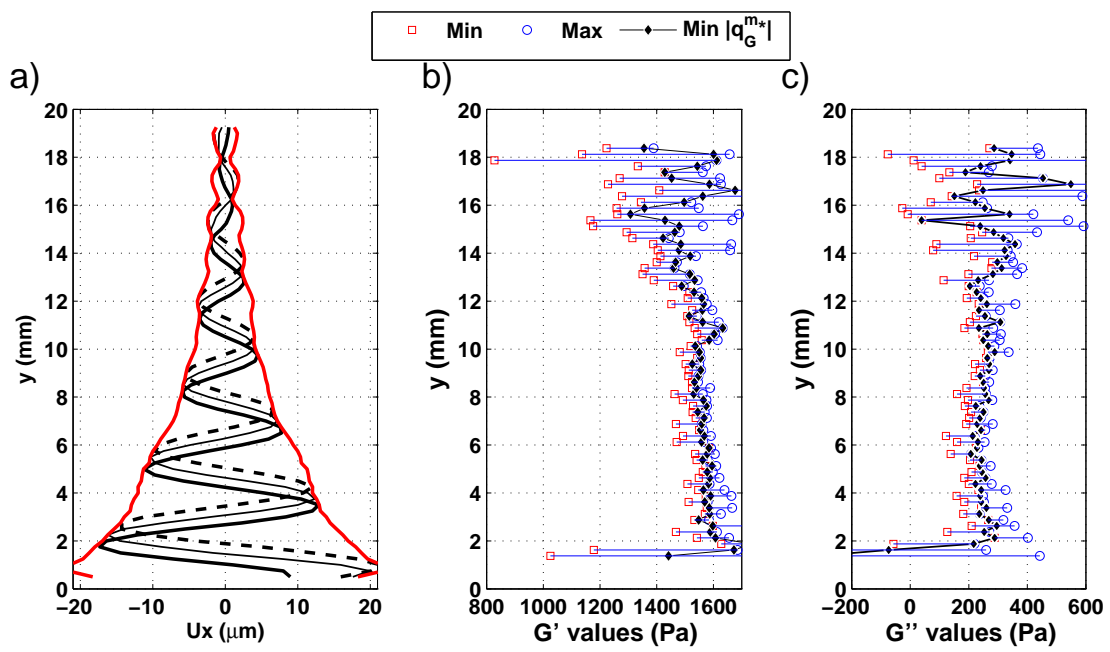 Min Max Min |q_G^m*|
a) b) c)
20 20 20
18 18 18
16 16 16
14 14 14
12 12 12
10 10 10
8 8 8
6 6 6
4 4 4
2 2 2
0 0 0
y (mm) y (mm) y (mm)
−20 −10 0 10 20 800 1000 1200 1400 1600 −200 0 200 400 600
Ux (μm) G' values (Pa) G'' values (Pa)